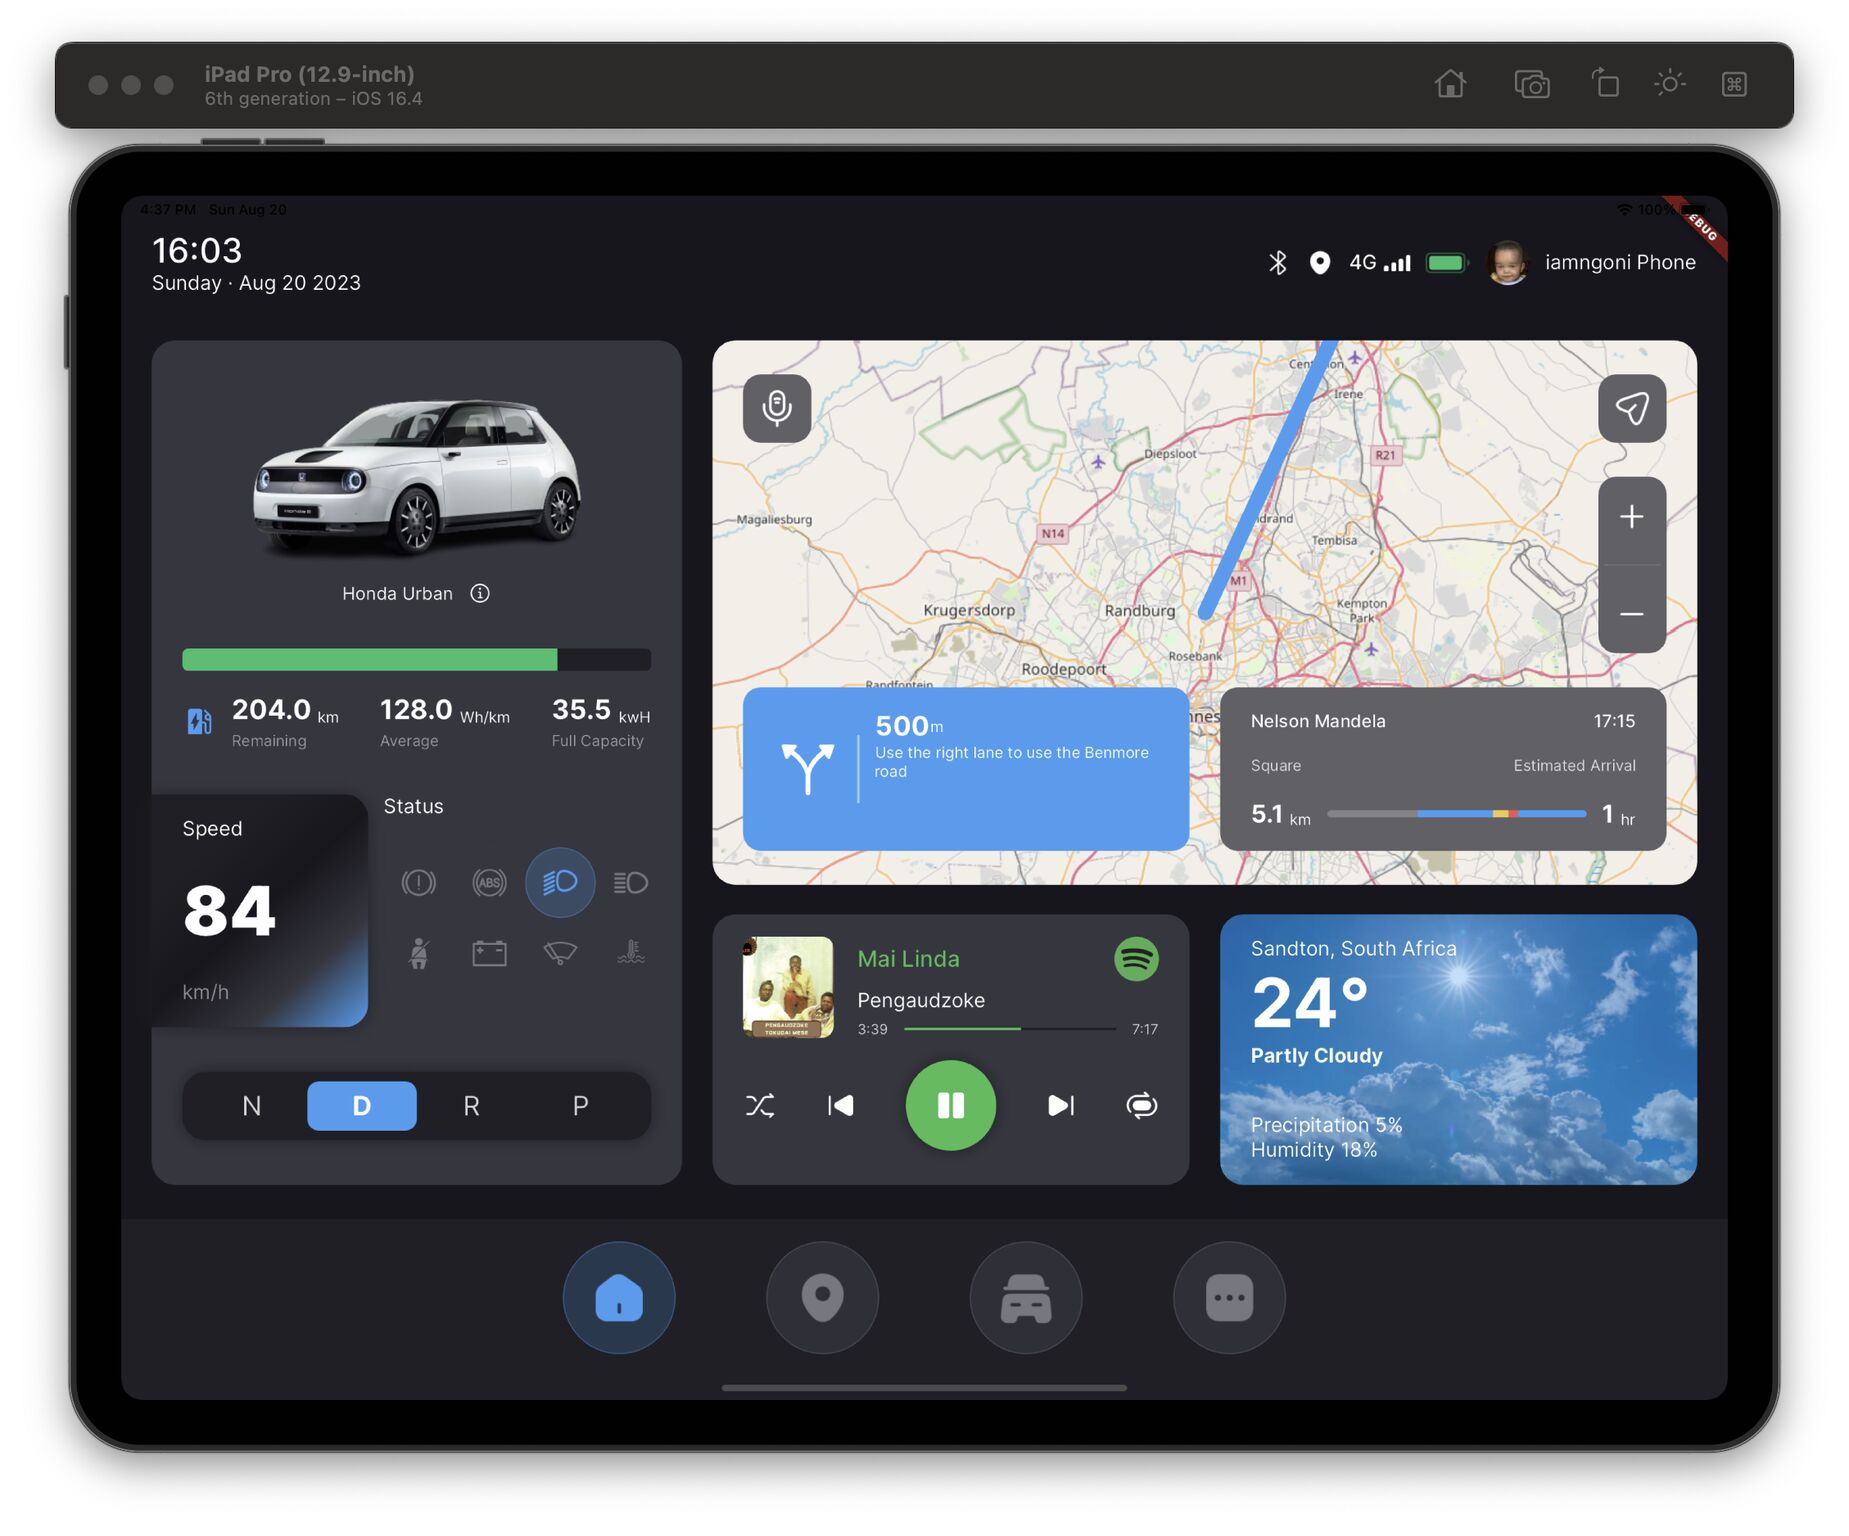 iPad Pro (12.9-inch)
6th generation – iOS 16.4
4:37 PM Sun Aug 20
100%
16:03
Sunday · Aug 20 2023
4G
iamngoni Phone
Honda Urban
204.0 km
Remaining
128.0 Wh/km
Average
35.5 kwH
Full Capacity
Speed
84
km/h
Status
ABS
N D R P
Irene
Diepsloot
R21
Magaliesburg
N14
Tembisa
M1
Krugersdorp
Randburg
Kempton
Park
Rosebank
Roodepoort
Randfontein
500m
Use the right lane to use the Benmore
road
Nelson Mandela
17:15
Square
Estimated Arrival
5.1 km
1 hr
Mai Linda
Pengaudzoke
3:39
7:17
PENGAUDZOKE
TOKUDAI MESE
Sandton, South Africa
24°
Partly Cloudy
Precipitation 5%
Humidity 18%